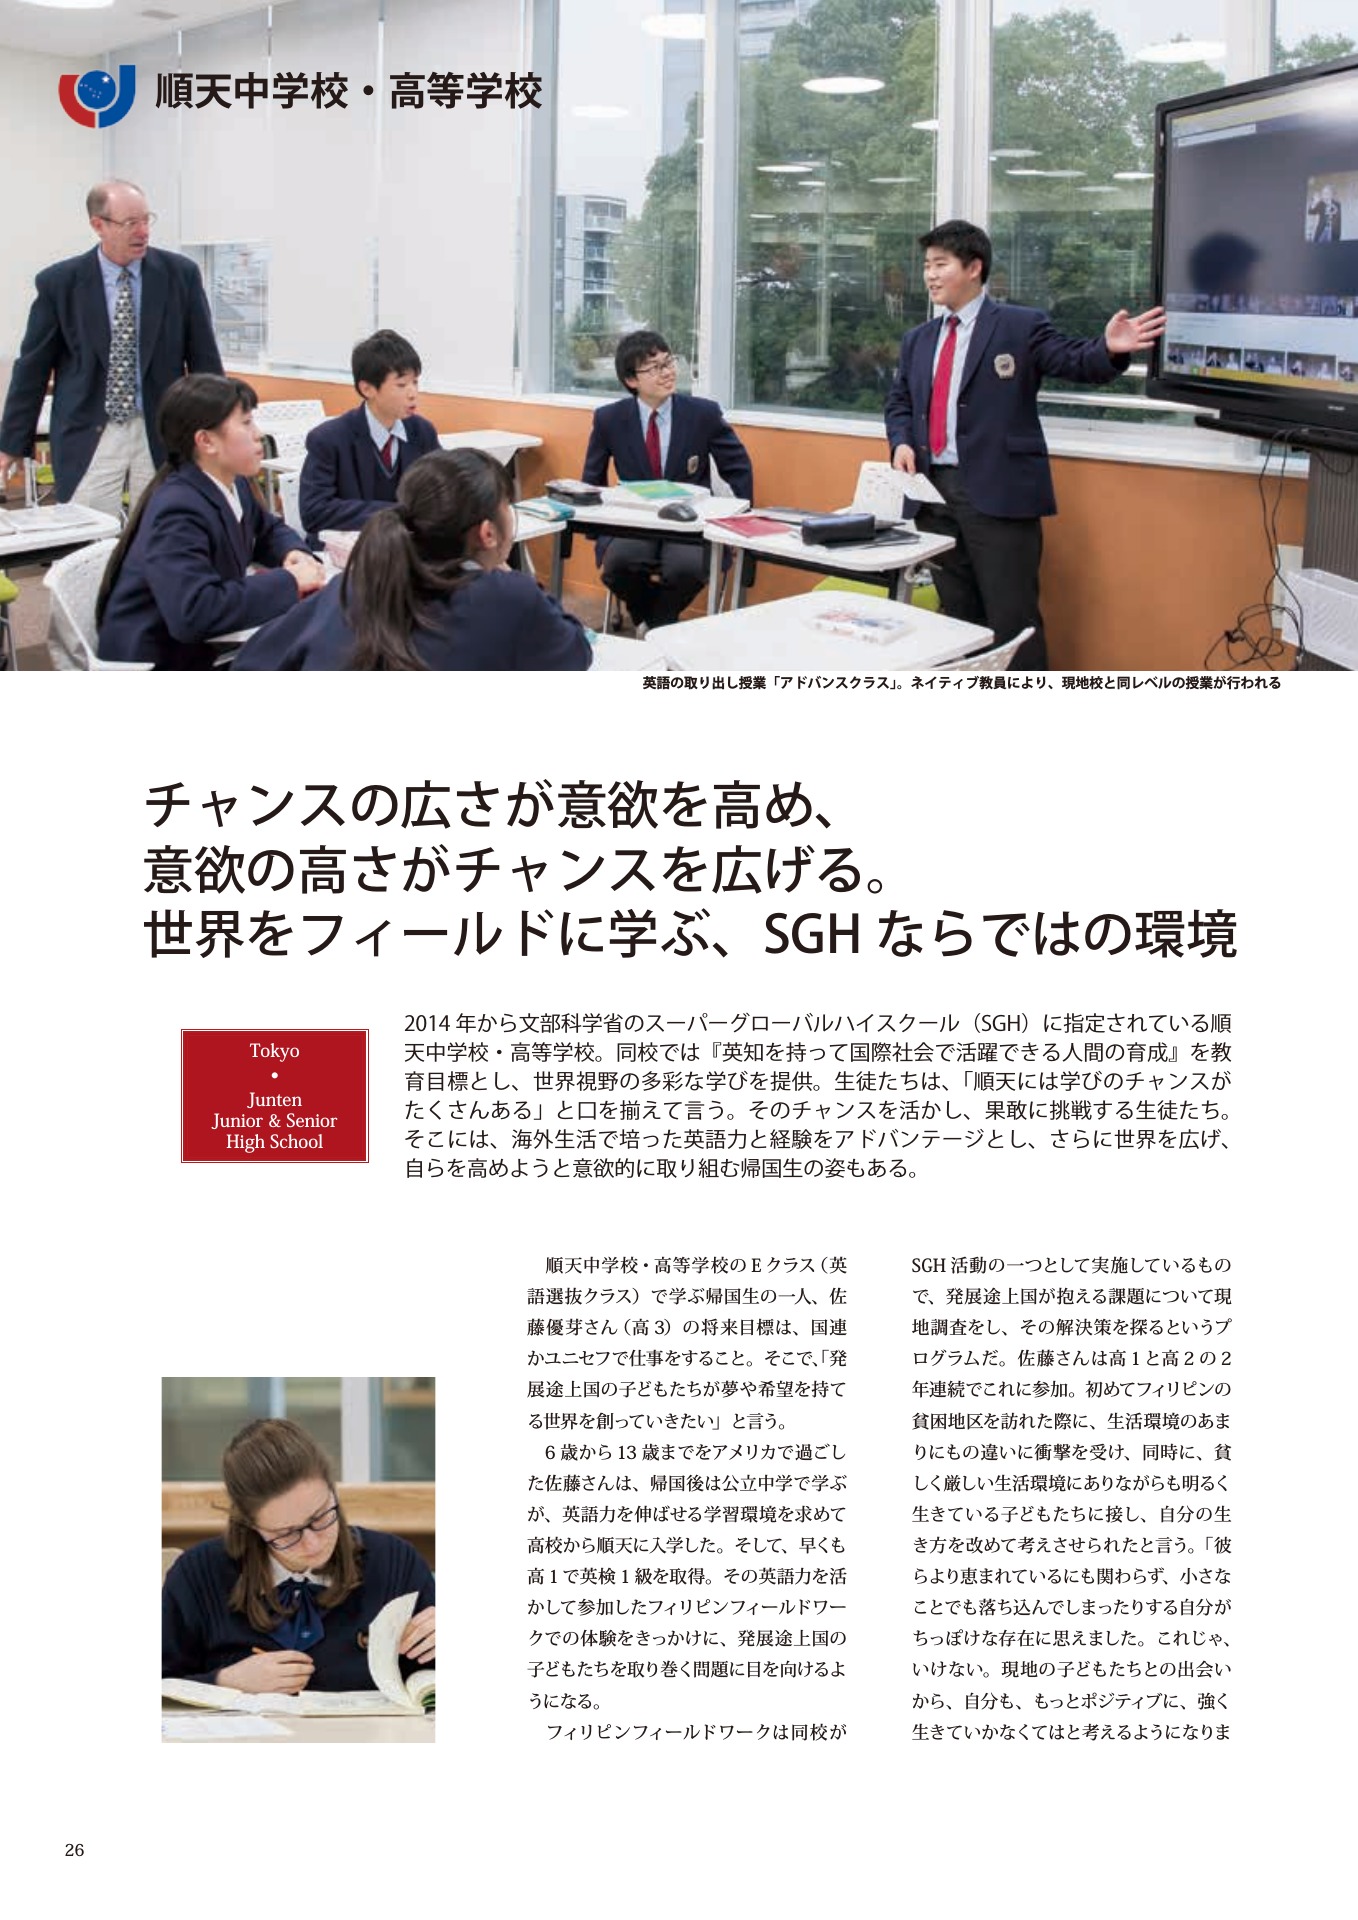 順天中学校・高等学校
英語の取り出し授業「アドバンスクラス」。ネイティブ教員により、現地校と同レベルの授業が行われる
チャンスの広さが意欲を高め、
意欲の高さがチャンスを広げる。
世界をフィールドに学ぶ、SGH ならではの環境
Tokyo
•
Junten
Junior & Senior
High School
2014 年から文部科学省のスーパーグローバルハイスクール（SGH）に指定されている順
天中学校・高等学校。同校では『英知を持って国際社会で活躍できる人間の育成』を教
育目標とし、世界視野の多彩な学びを提供。生徒たちは、「順天には学びのチャンスが
たくさんある」と口を揃えて言う。そのチャンスを活かし、果敢に挑戦する生徒たち。
そこには、海外生活で培った英語力と経験をアドバンテージとし、さらに世界を広げ、
自らを高めようと意欲的に取り組む帰国生の姿もある。
順天中学校・高等学校の E クラス（英
語選抜クラス）で学ぶ帰国生の一人、佐
藤優芽さん（高 3）の将来目標は、国連
かユニセフで仕事をすること。そこで、「発
展途上国の子どもたちが夢や希望を持て
る世界を創っていきたい」と言う。
6 歳から 13 歳までをアメリカで過ごし
た佐藤さんは、帰国後は公立中学で学ぶ
が、英語力を伸ばせる学習環境を求めて
高校から順天に入学した。そして、早くも
高 1 で英検 1 級を取得。その英語力を活
かして参加したフィリピンフィールドワー
クでの体験をきっかけに、発展途上国の
子どもたちを取り巻く問題に目を向けるよ
うになる。
フィリピンフィールドワークは同校が
SGH 活動の一つとして実施しているもの
で、発展途上国が抱える課題について現
地調査をし、その解決策を探るというプ
ログラムだ。佐藤さんは高 1 と高 2 の 2
年連続でこれに参加。初めてフィリピンの
貧困地区を訪れた際に、生活環境のあま
りにもの違いに衝撃を受け、同時に、貧
しく厳しい生活環境にありながらも明るく
生きている子どもたちに接し、自分の生
き方を改めて考えさせられたと言う。「彼
らより恵まれているにも関わらず、小さな
ことでも落ち込んでしまったりする自分が
ちっぽけな存在に思えました。これじゃ、
いけない。現地の子どもたちとの出会い
から、自分も、もっとポジティブに、強く
生きていかなくてはと考えるようになりま
26